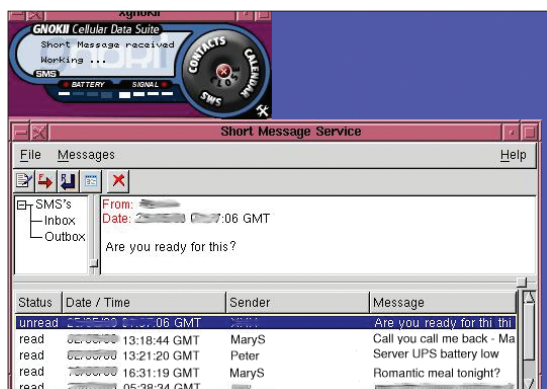 xgnokii
GNOKII Cellular Data Suite
Short Message received
Working ...
SMS
BATTERY SIGNAL
CONTACTS
CALENDAR
SMS
Short Message Service
File Messages Help
SMS's
Inbox
Outbox
From:
Date: 7:06 GMT
Are you ready for this?
Status Date / Time Sender Message
unread 06 GMT Are you ready for thi thi
read 13:18:44 GMT MaryS Call you call me back - Ma
read 13:21:20 GMT Peter Server UPS battery low
read 16:31:19 GMT MaryS Romantic meal tonight?
read 05:38:34 GMT